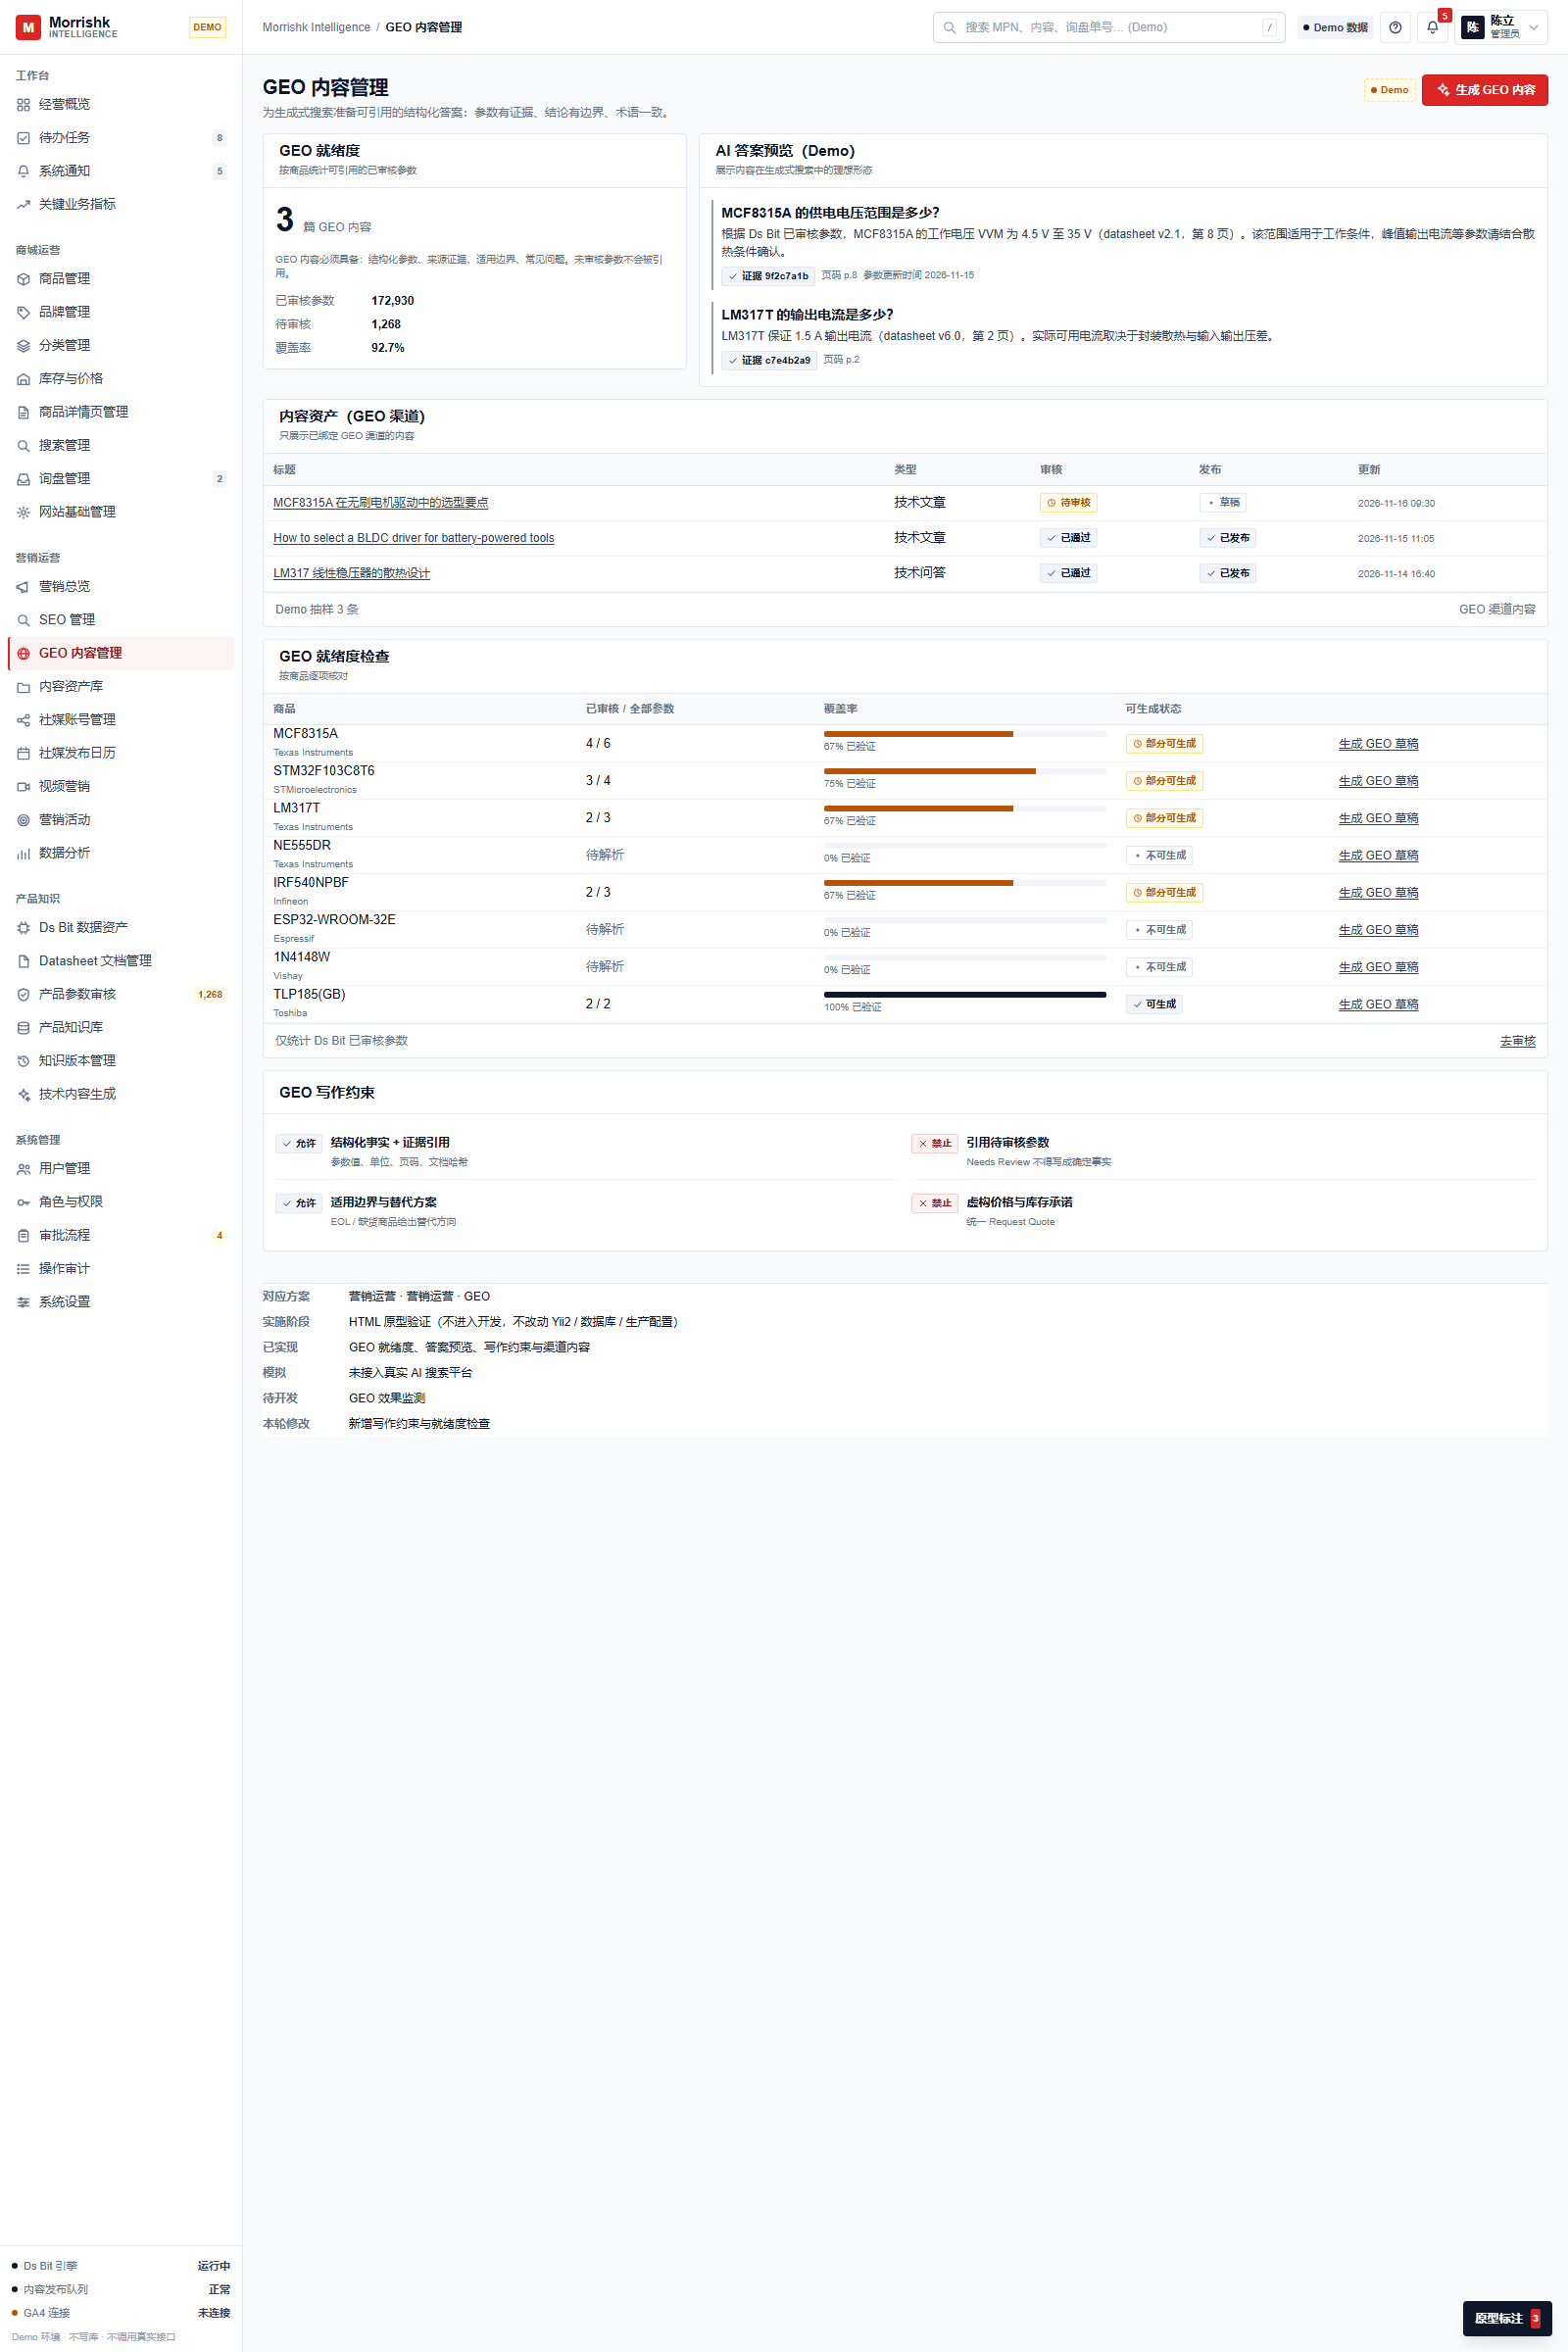 M
Morrishk
INTELLIGENCE
DEMO
工作台
经营概览
待办任务 8
系统通知 5
关键业务指标
商城运营
商品管理
品牌管理
分类管理
库存与价格
商品详情页管理
搜索管理
询盘管理 2
网站基础管理
营销运营
营销总览
SEO 管理
GEO 内容管理
内容资产库
社媒账号管理
社媒发布日历
视频营销
营销活动
数据分析
产品知识
Ds Bit 数据资产
Datasheet 文档管理
产品参数审核 1,268
产品知识库
知识版本管理
技术内容生成
系统管理
用户管理
角色与权限
审批流程 4
操作审计
系统设置
Ds Bit 引擎 运行中
内容发布队列 正常
GA4 连接 未连接
Demo 环境 · 不写库 · 不调用真实接口
Morrishk Intelligence / GEO 内容管理
搜索 MPN、内容、询盘单号... (Demo) /
Demo 数据
5
陈
陈立
管理员
GEO 内容管理
为生成式搜索准备可引用的结构化答案：参数有证据、结论有边界、术语一致。
Demo
生成 GEO 内容
GEO 就绪度
按商品统计可引用的已审核参数
3 篇 GEO 内容
GEO 内容必须具备：结构化参数、来源证据、适用边界、常见问题。未审核参数不会被引
用。
已审核参数 172,930
待审核 1,268
覆盖率 92.7%
AI 答案预览（Demo）
展示内容在生成式搜索中的理想形态
MCF8315A 的供电电压范围是多少？
根据 Ds Bit 已审核参数，MCF8315A 的工作电压 VVM 为 4.5 V 至 35 V（datasheet v2.1，第 8 页）。该范围适用于工作条件，峰值输出电流等参数请结合散
热条件确认。
证据 9f2c7a1b 页码 p.8 参数更新时间 2026-11-15
LM317T 的输出电流是多少？
LM317T 保证 1.5 A 输出电流（datasheet v6.0，第 2 页）。实际可用电流取决于封装散热与输入输出压差。
证据 c7e4b2a9 页码 p.2
内容资产（GEO 渠道）
只展示已绑定 GEO 渠道的内容
标题 类型 审核 发布 更新
MCF8315A 在无刷电机驱动中的选型要点 技术文章 待审核 草稿 2026-11-16 09:30
How to select a BLDC driver for battery-powered tools 技术文章 已通过 已发布 2026-11-15 11:05
LM317 线性稳压器的散热设计 技术问答 已通过 已发布 2026-11-14 16:40
Demo 抽样 3 条 GEO 渠道内容
GEO 就绪度检查
按商品逐项核对
商品 已审核 / 全部参数 覆盖率 可生成状态
MCF8315A
Texas Instruments
4 / 6
67% 已验证
部分可生成
生成 GEO 草稿
STM32F103C8T6
STMicroelectronics
3 / 4
75% 已验证
部分可生成
生成 GEO 草稿
LM317T
Texas Instruments
2 / 3
67% 已验证
部分可生成
生成 GEO 草稿
NE555DR
Texas Instruments
待解析
0% 已验证
不可生成
生成 GEO 草稿
IRF540NPBF
Infineon
2 / 3
67% 已验证
部分可生成
生成 GEO 草稿
ESP32-WROOM-32E
Espressif
待解析
0% 已验证
不可生成
生成 GEO 草稿
1N4148W
Vishay
待解析
0% 已验证
不可生成
生成 GEO 草稿
TLP185(GB)
Toshiba
2 / 2
100% 已验证
可生成
生成 GEO 草稿
仅统计 Ds Bit 已审核参数 去审核
GEO 写作约束
允许 结构化事实 + 证据引用
参数值、单位、页码、文档哈希
禁止 引用待审核参数
Needs Review 不得写成确定事实
允许 适用边界与替代方案
EOL / 缺货商品给出替代方向
禁止 虚构价格与库存承诺
统一 Request Quote
对应方案 营销运营 · 营销运营 · GEO
实施阶段 HTML 原型验证（不进入开发，不改动 Yii2 / 数据库 / 生产配置）
已实现 GEO 就绪度、答案预览、写作约束与渠道内容
模拟 未接入真实 AI 搜索平台
待开发 GEO 效果监测
本轮修改 新增写作约束与就绪度检查
原型标注 3